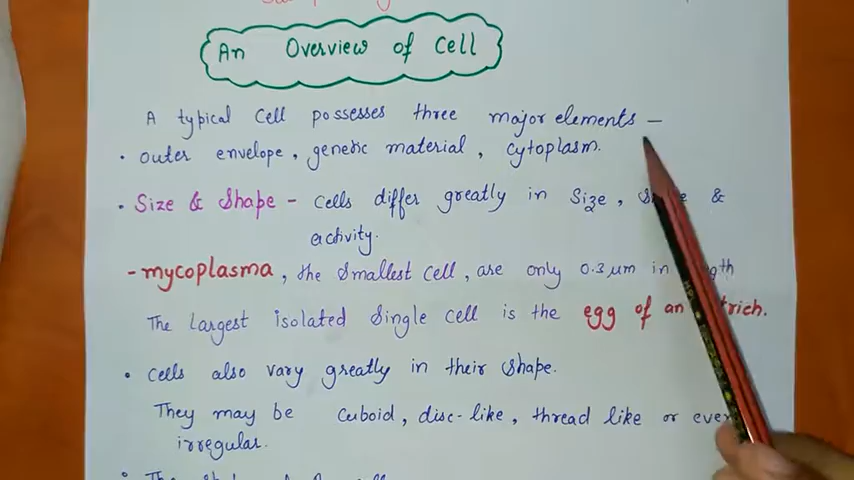 An Overview of Cell
A typical Cell possesses three major elements –
• outer envelope, genetic material, cytoplasm.
• Size & Shape – cells differ greatly in Size, &
activity.
- mycoplasma, the Smallest cell, are only 0.3 μm in
The Largest isolated Single cell is the egg of an
• Cells also vary greatly in their Shape.
They may be Cuboid, disc-like, thread like or even
irregular.